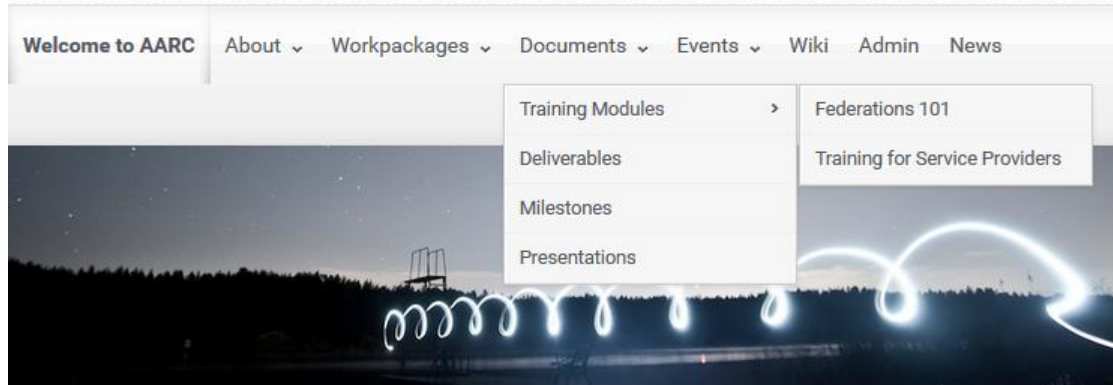 Welcome to AARC About Workpackages Documents Events Wiki Admin News
Training Modules Federations 101
Deliverables Training for Service Providers
Milestones
Presentations